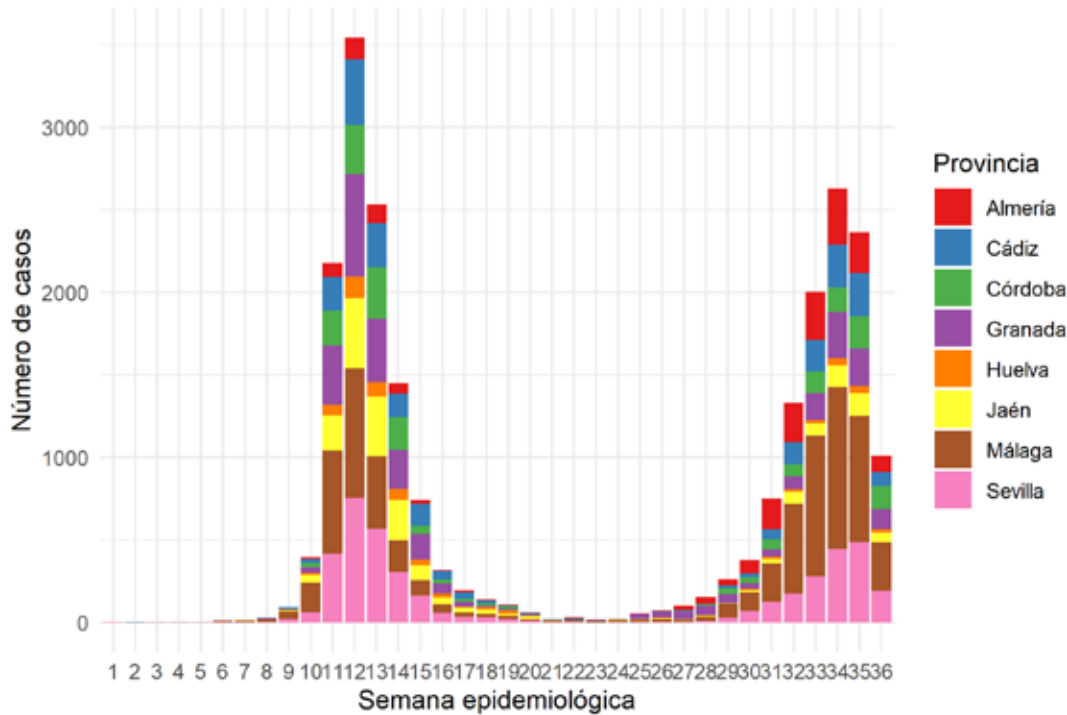 3000
2000
1000
0
Número de casos
1 2 3 4 5 6 7 8 9 10 11 12 13 14 15 16 17 18 19 20 21 22 23 24 25 26 27 28 29 30 31 32 33 34 35 36
Semana epidemiológica
Provincia
Almería
Cádiz
Córdoba
Granada
Huelva
Jaén
Málaga
Sevilla